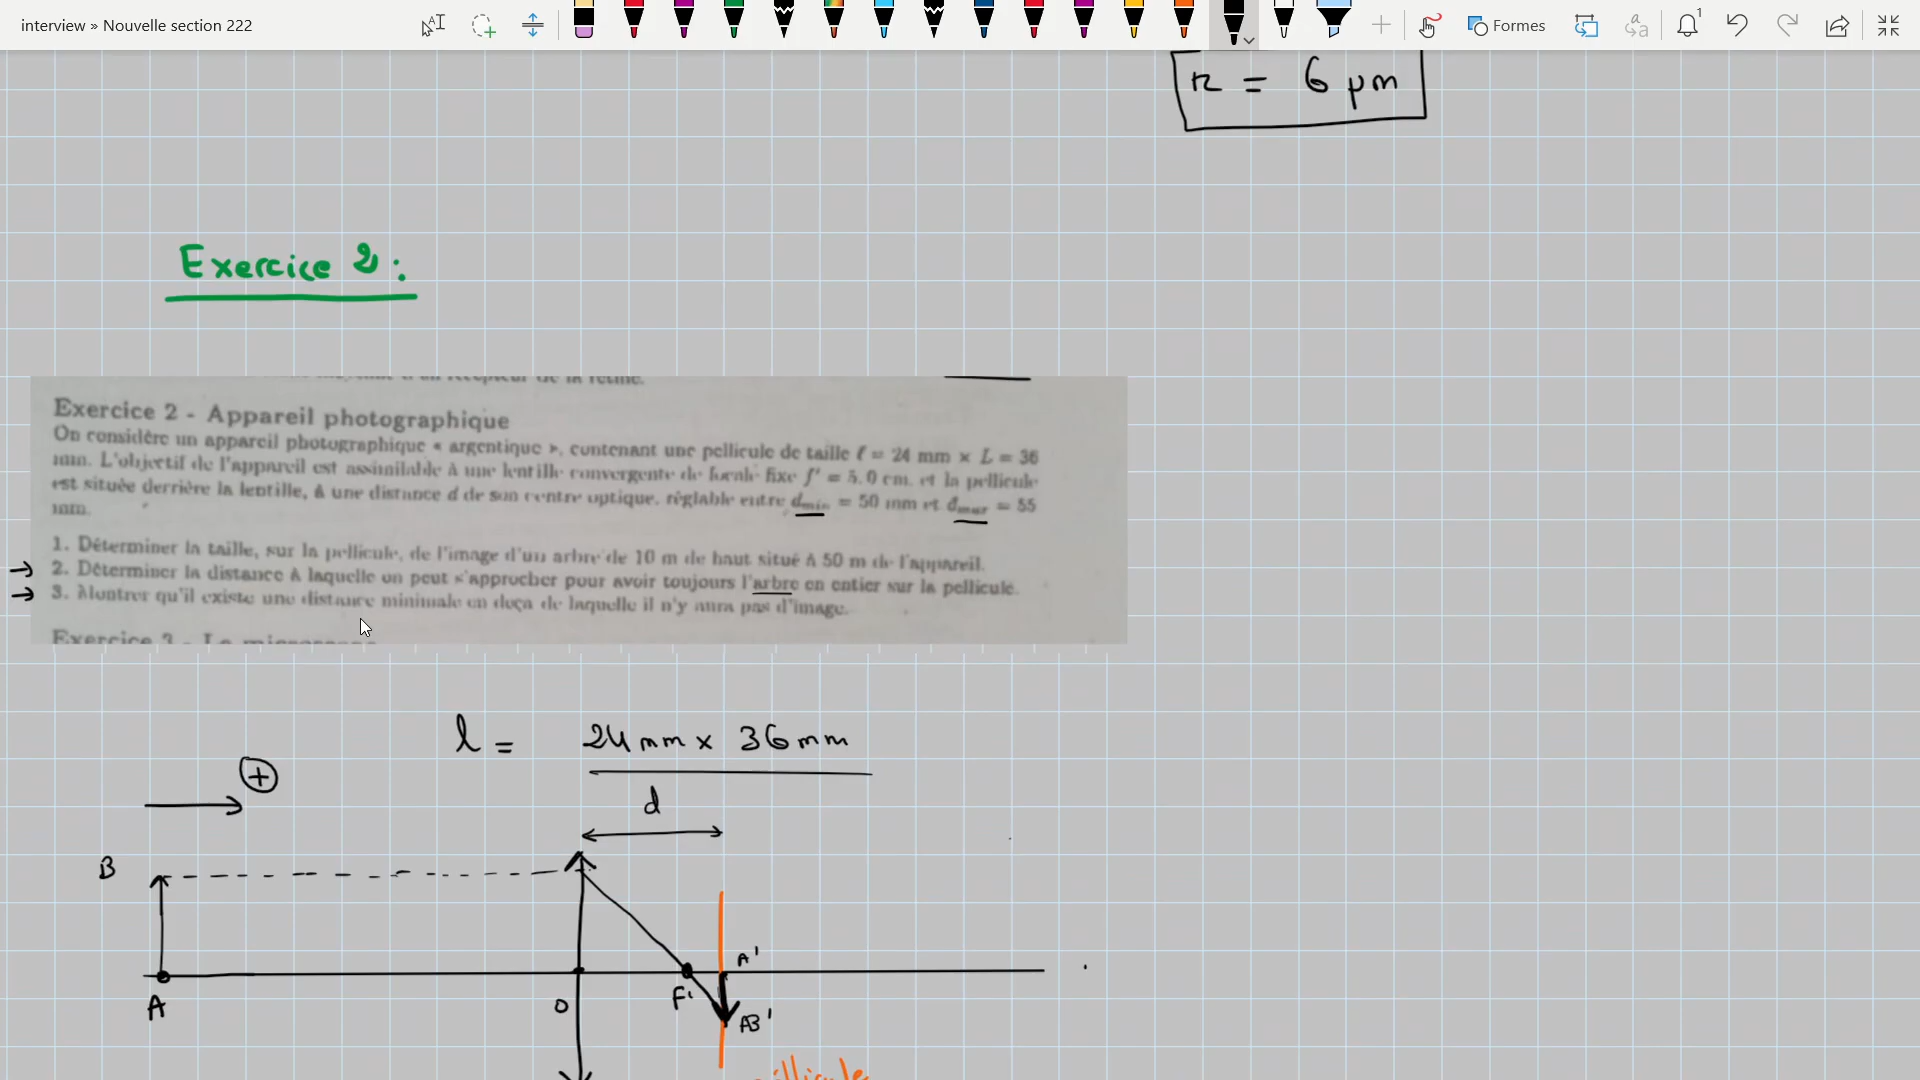 interview » Nouvelle section 222
Formes
1
r = 6 μm
Exercice 2 :
Exercice 2 - Appareil photographique
On considère un appareil photographique « argentique », contenant une pellicule de taille ℓ = 24 mm × L = 36
mm. L'objectif de l'appareil est assimilable à une lentille convergente de focale fixe f' = 5,0 cm, et la pellicule
est située derrière la lentille, à une distance d de son centre optique, réglable entre dmin = 50 mm et dmax = 55
mm.
1. Déterminer la taille, sur la pellicule, de l'image d'un arbre de 10 m de haut situé à 50 m de l'appareil.
→ 2. Déterminer la distance à laquelle on peut s'approcher pour avoir toujours l'arbre en entier sur la pellicule.
→ 3. Montrer qu'il existe une distance minimale en deça de laquelle il n'y aura pas d'image.
l = 24 mm x 36 mm
+
d
B
A'
A
O
F'
B'